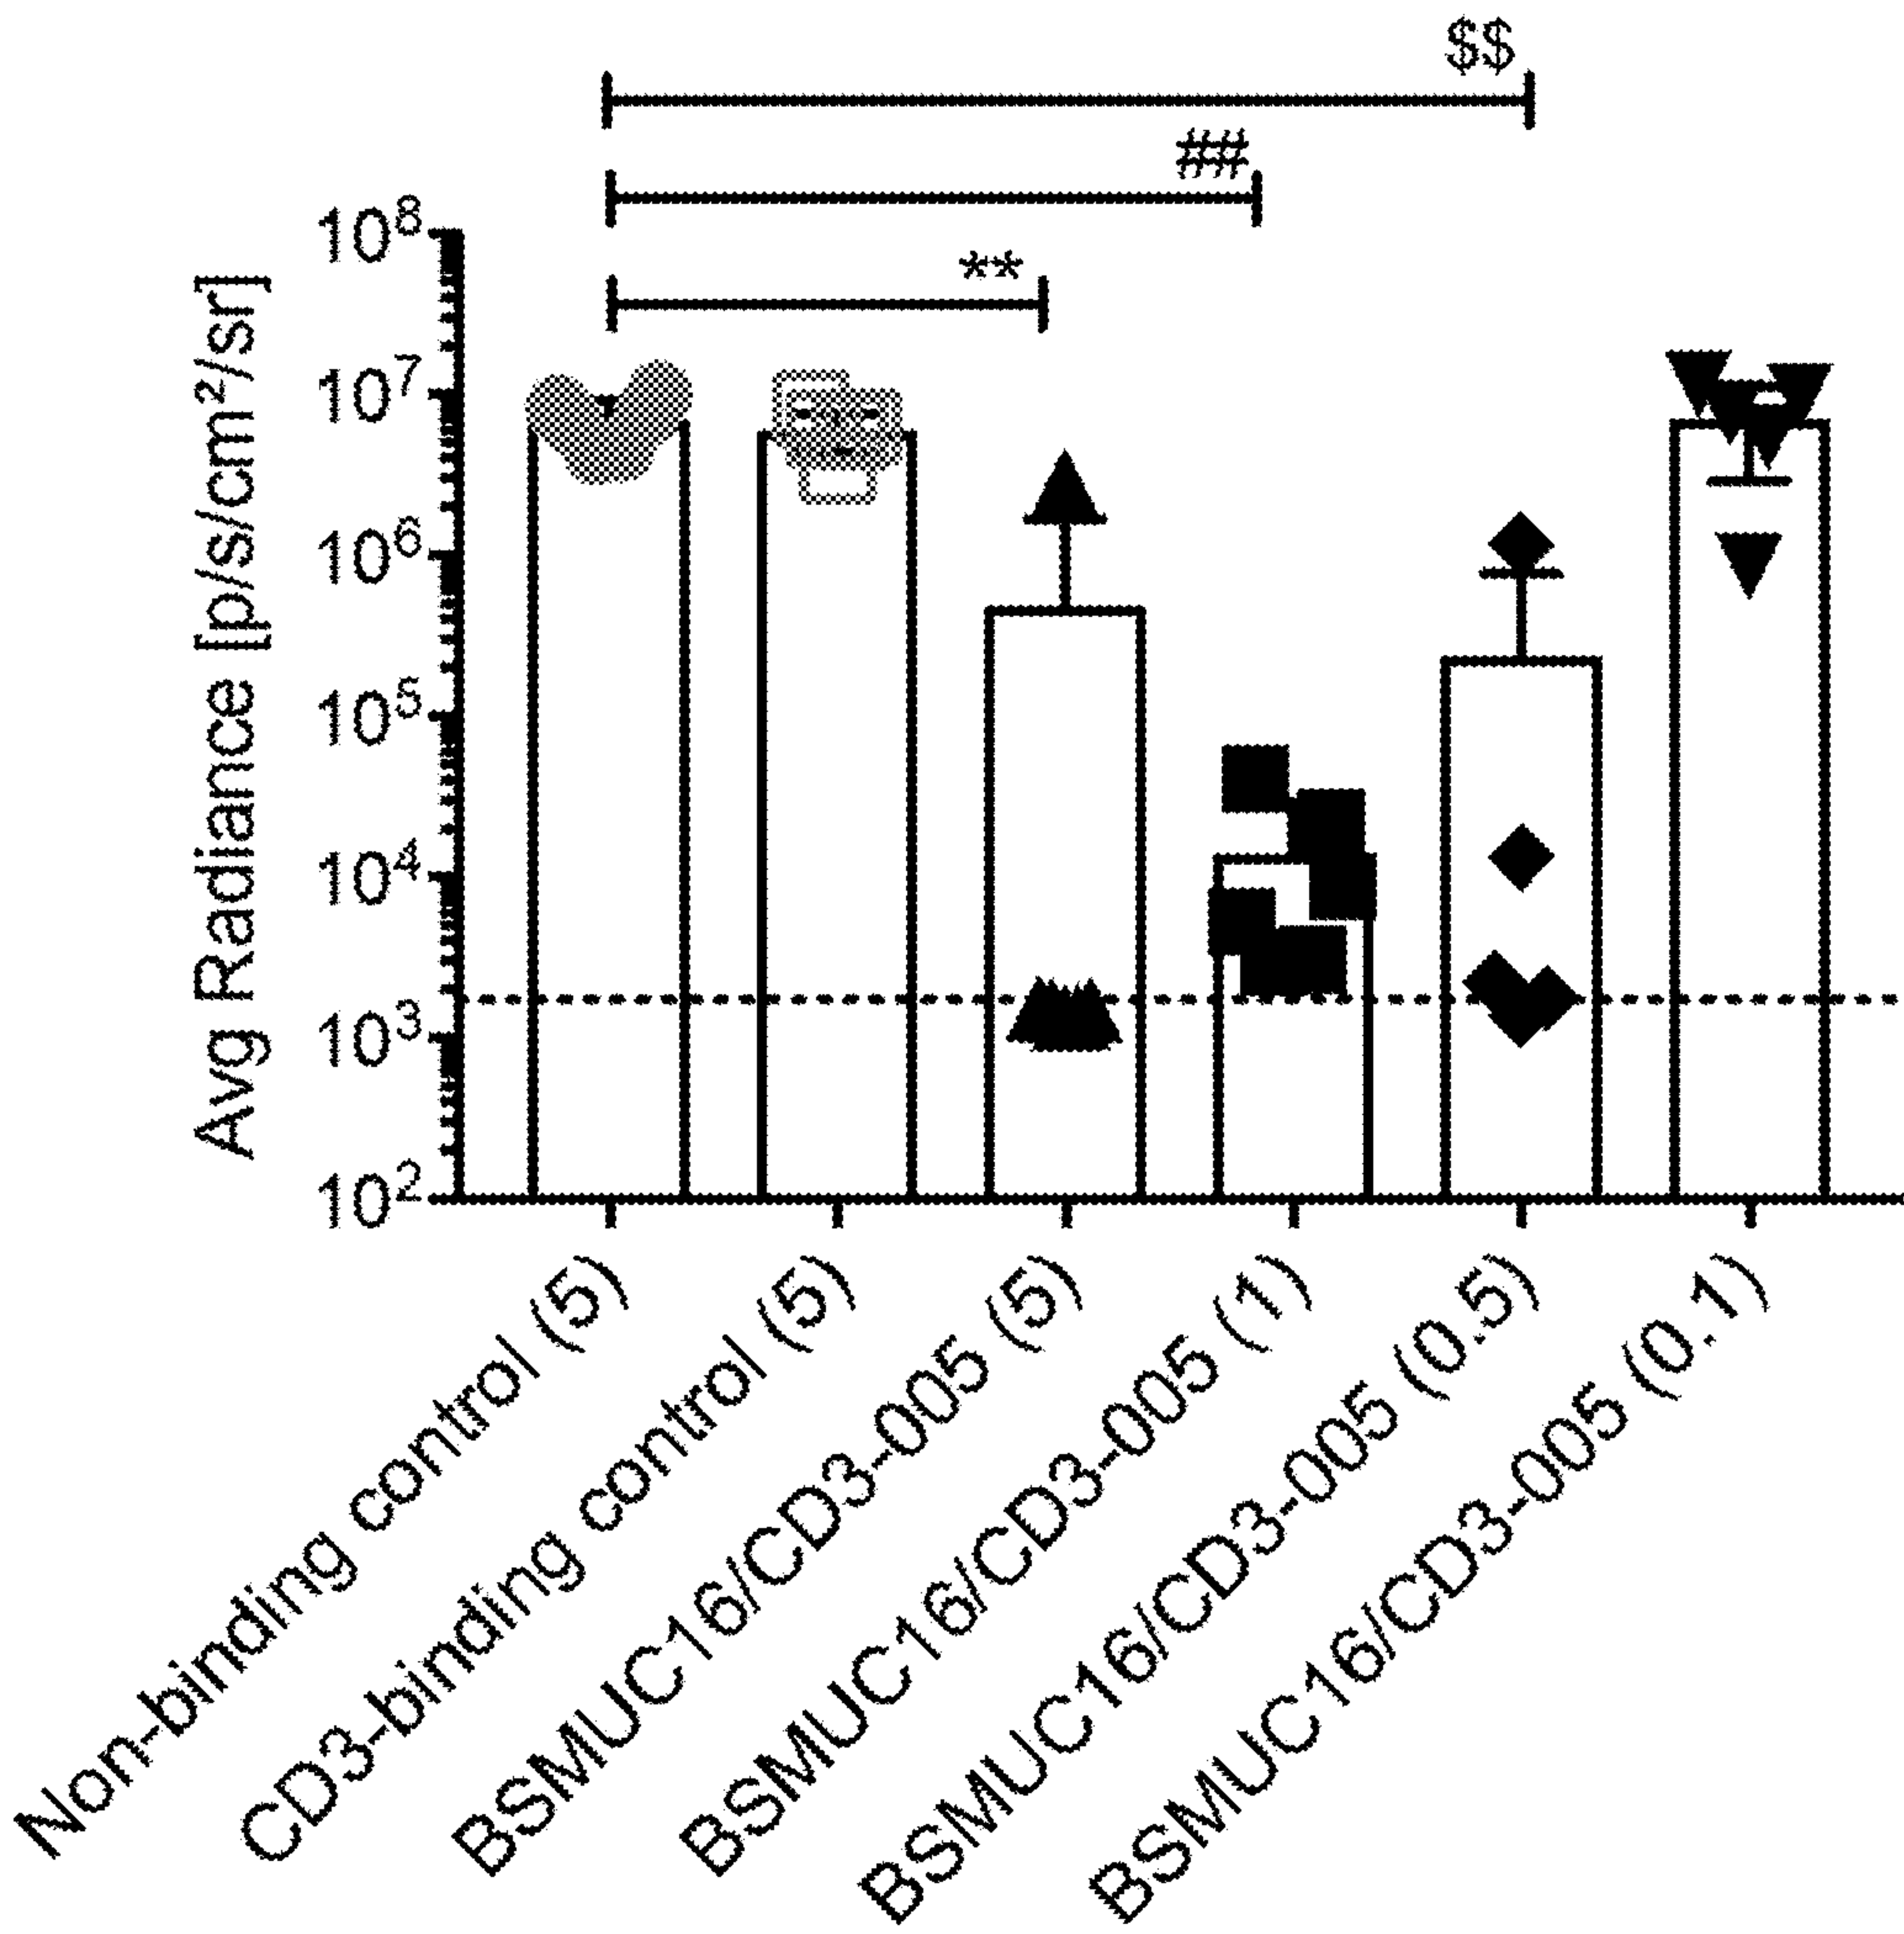 $$
##
**
10⁸
10⁷
10⁶
10⁵
10⁴
10³
10²
Avg Radiance [p/s/cm²/sr]
Non-binding control (5)
CD3-binding control (5)
BSMUC16/CD3-005 (5)
BSMUC16/CD3-005 (1)
BSMUC16/CD3-005 (0.5)
BSMUC16/CD3-005 (0.1)